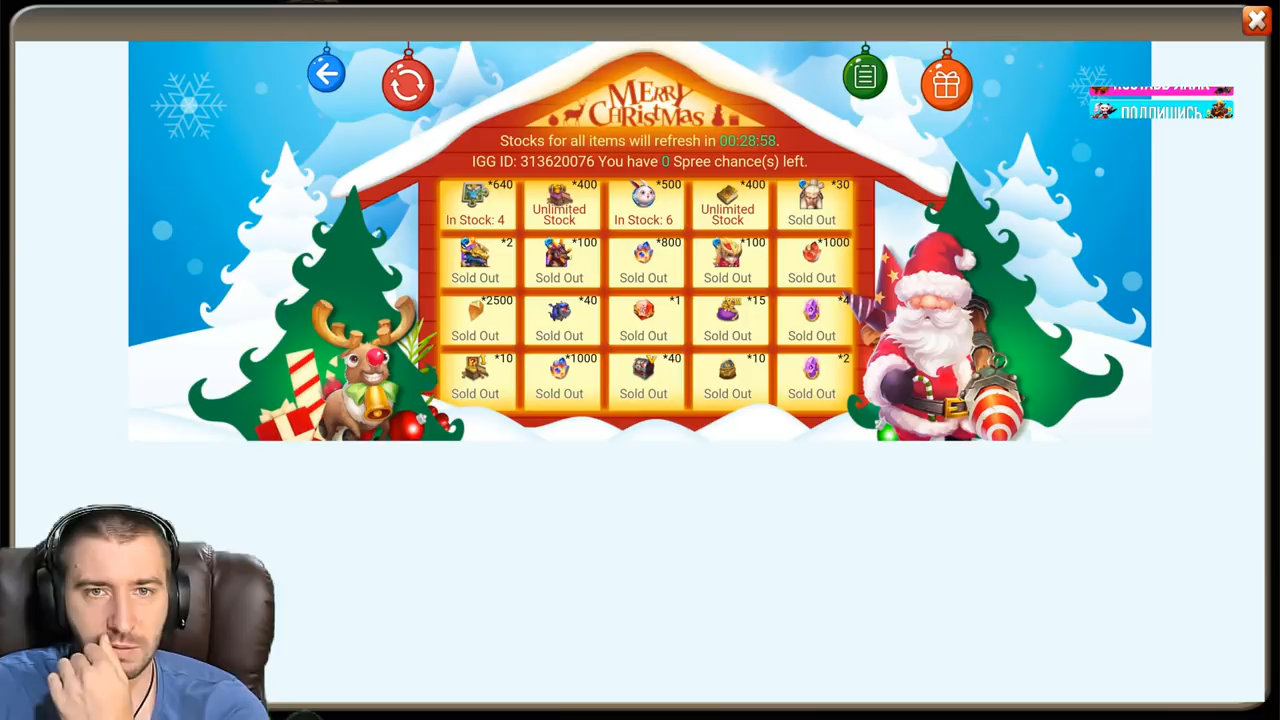 MERRY
CHRISTMAS
Stocks for all items will refresh in 00:28:58.
IGG ID: 313620076 You have 0 Spree chance(s) left.
*640 *400 *500 *400 *30
In Stock: 4 Unlimited Stock In Stock: 6 Unlimited Stock Sold Out
*2 *100 *800 *100 *1000
Sold Out Sold Out Sold Out Sold Out Sold Out
*2500 *40 *1 *15 *4
Sold Out Sold Out Sold Out Sold Out Sold Out
*10 *1000 *40 *10 *2
Sold Out Sold Out Sold Out Sold Out Sold Out
ПОДПИШИСЬ